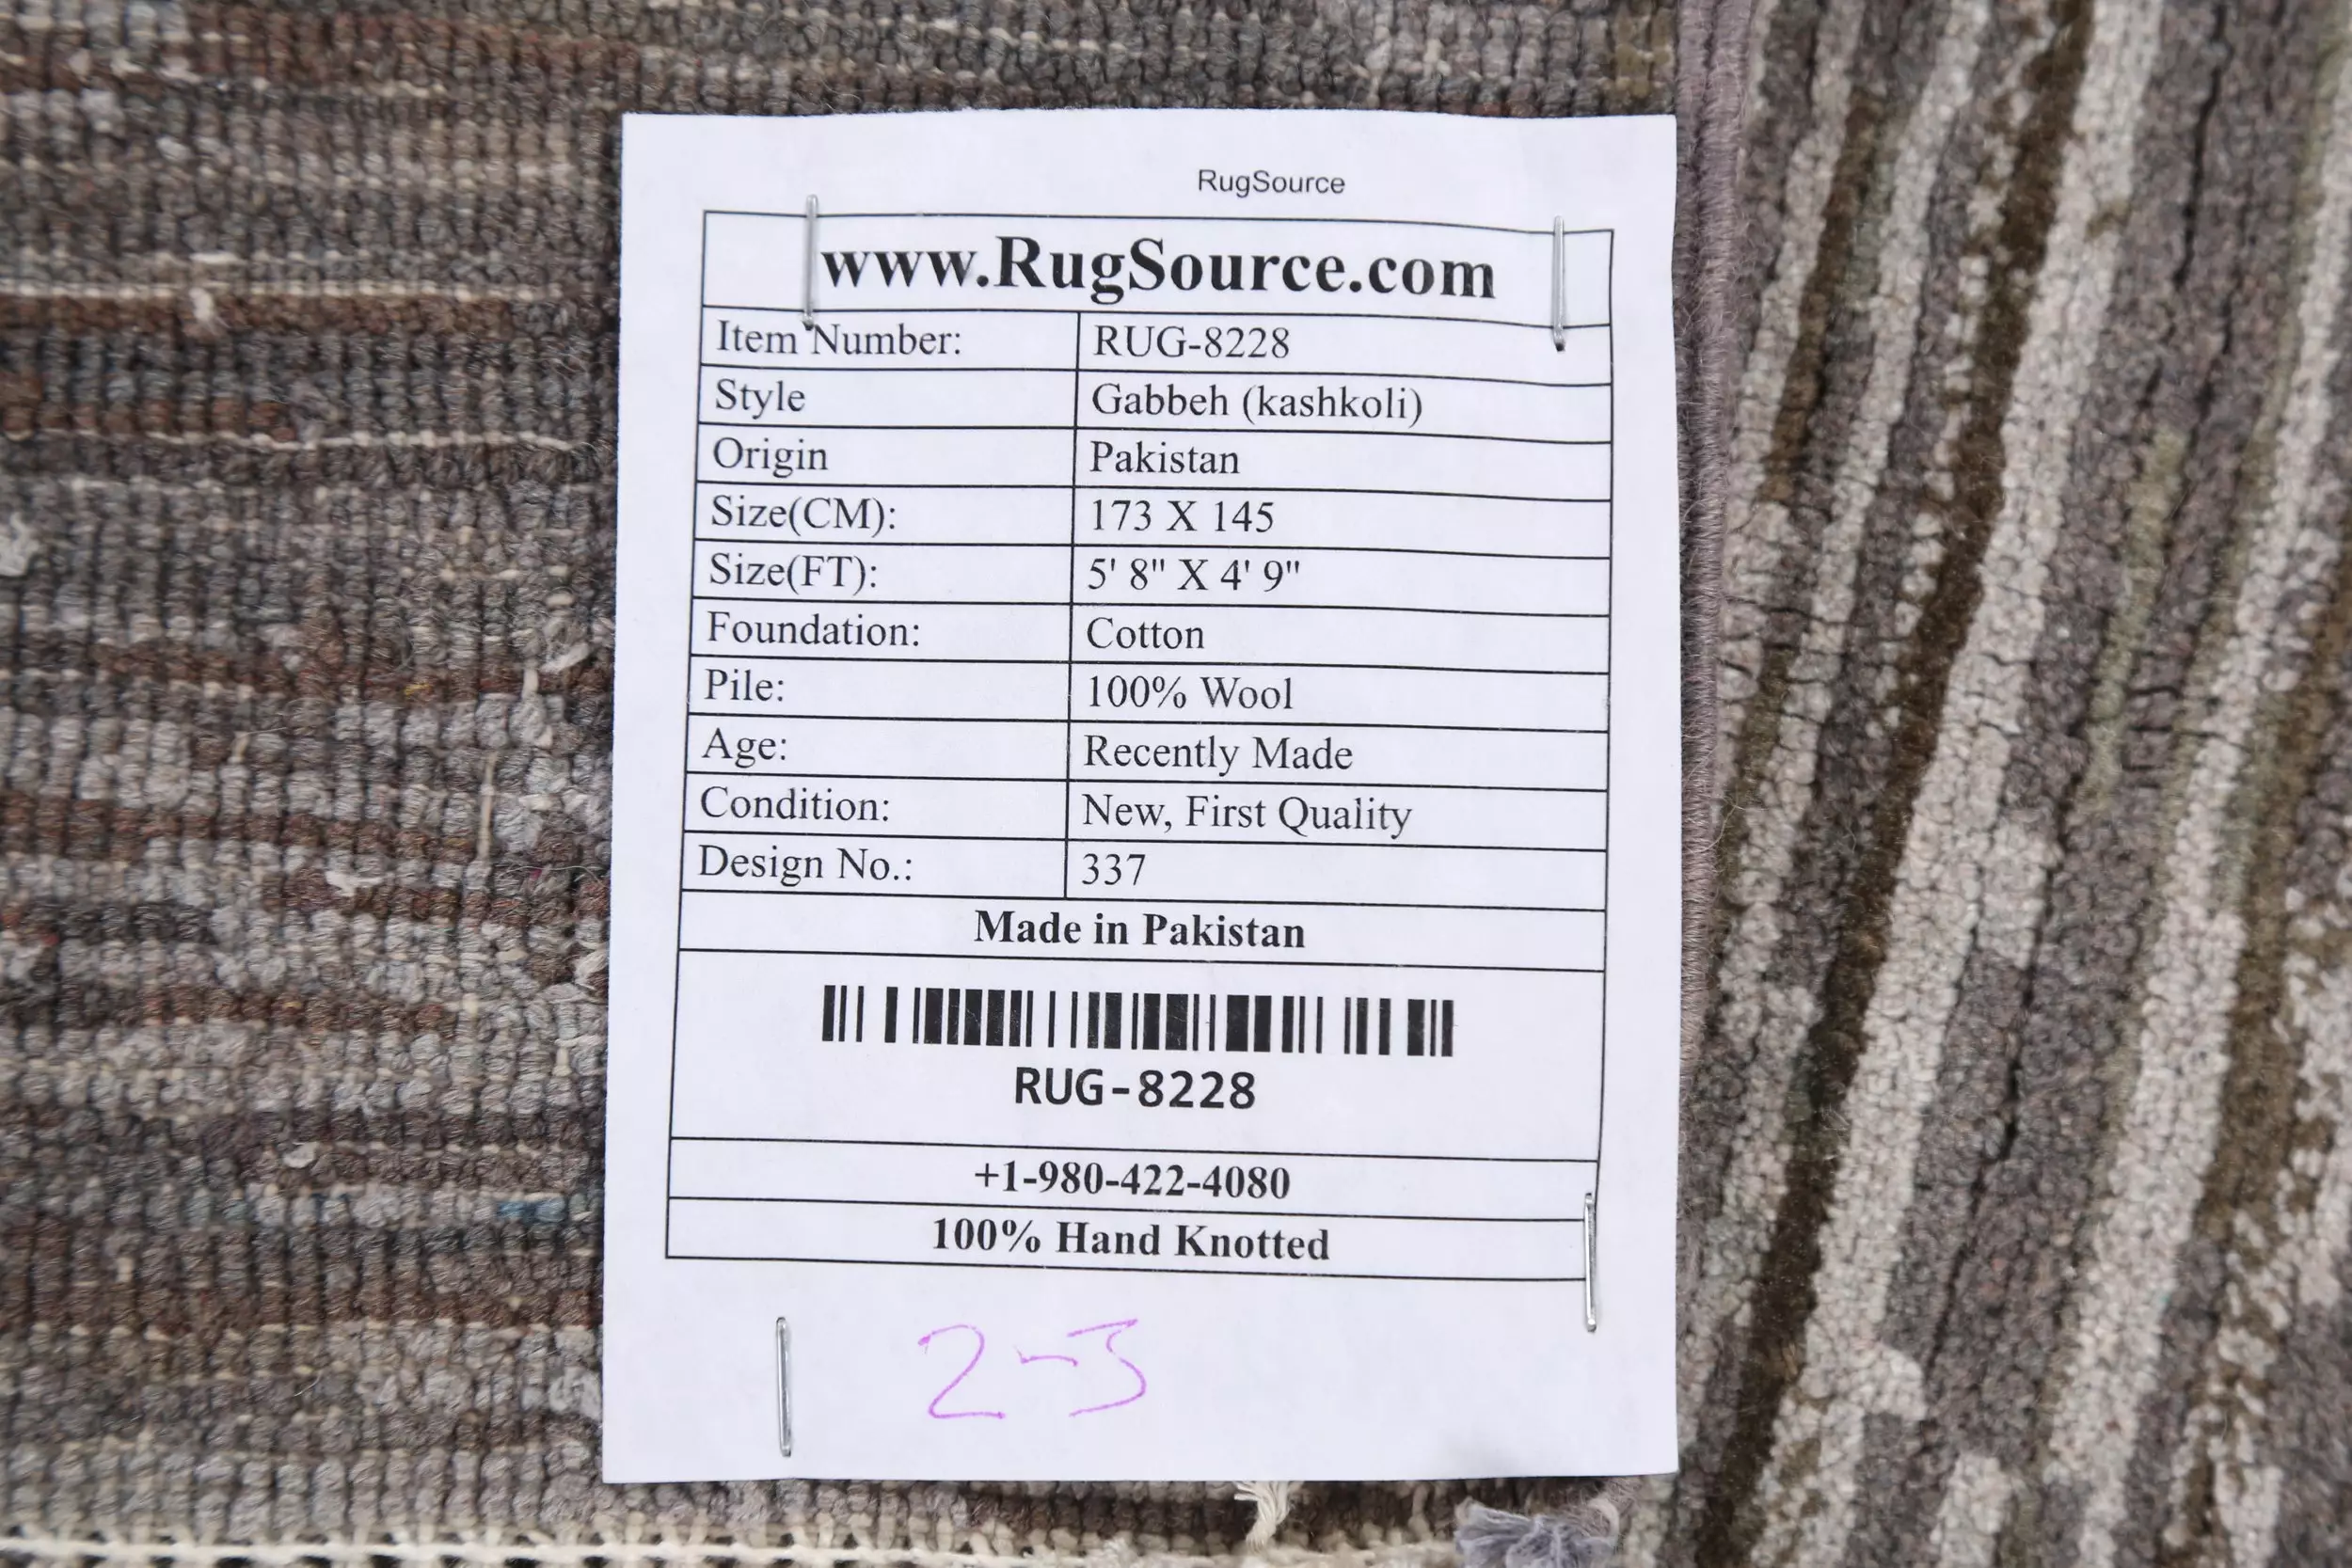 RugSource
www.RugSource.com
Item Number: RUG-8228
Style Gabbeh (kashkoli)
Origin Pakistan
Size(CM): 173 X 145
Size(FT): 5' 8" X 4' 9"
Foundation: Cotton
Pile: 100% Wool
Age: Recently Made
Condition: New, First Quality
Design No.: 337
Made in Pakistan
RUG-8228
+1-980-422-4080
100% Hand Knotted
2-3